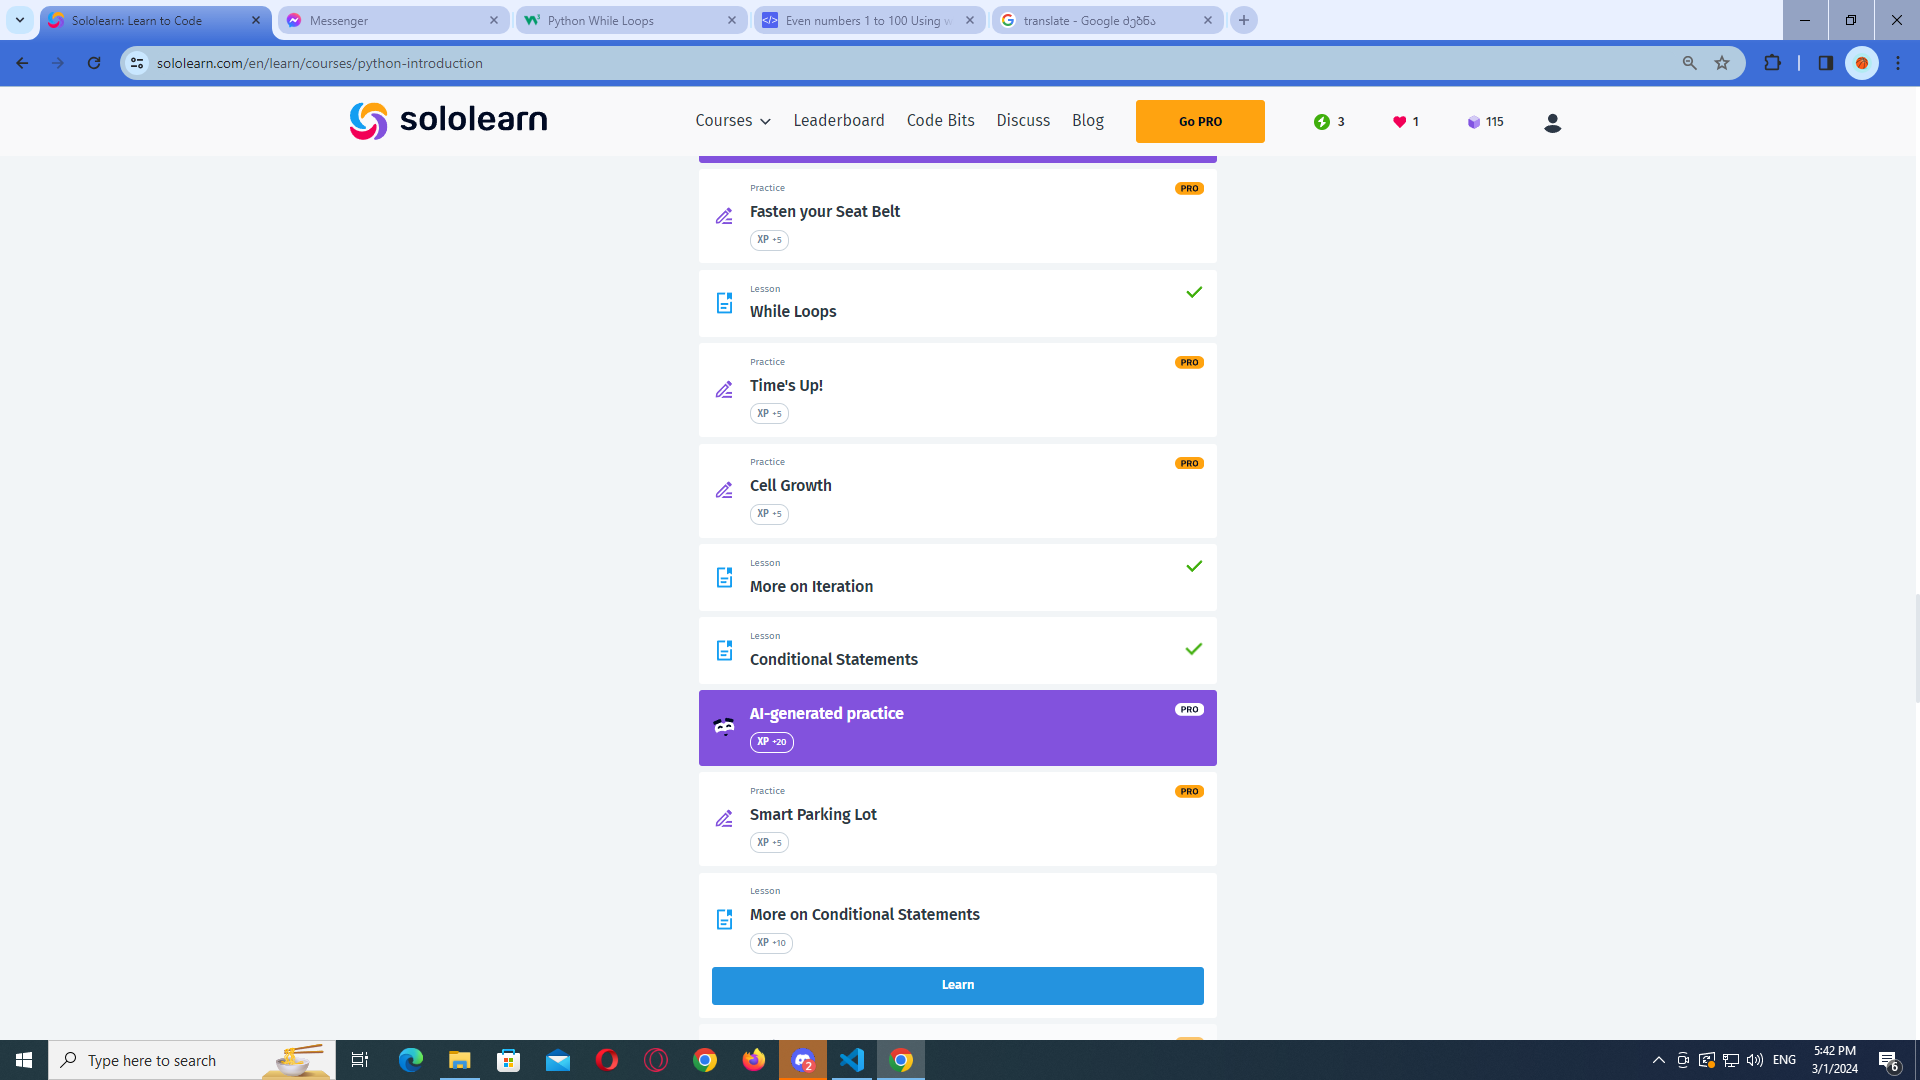 Sololearn: Learn to Code
Messenger
Python While Loops
Even numbers 1 to 100 Using w
translate - Google ძებნა
sololearn.com/en/learn/courses/python-introduction
sololearn
Courses
Leaderboard
Code Bits
Discuss
Blog
Go PRO
3
1
115
Practice
PRO
Fasten your Seat Belt
XP +5
Lesson
While Loops
Practice
PRO
Time's Up!
XP +5
Practice
PRO
Cell Growth
XP +5
Lesson
More on Iteration
Lesson
Conditional Statements
AI-generated practice
PRO
XP +20
Practice
PRO
Smart Parking Lot
XP +5
Lesson
More on Conditional Statements
XP +10
Learn
Type here to search
2
ENG
5:42 PM
3/1/2024
6